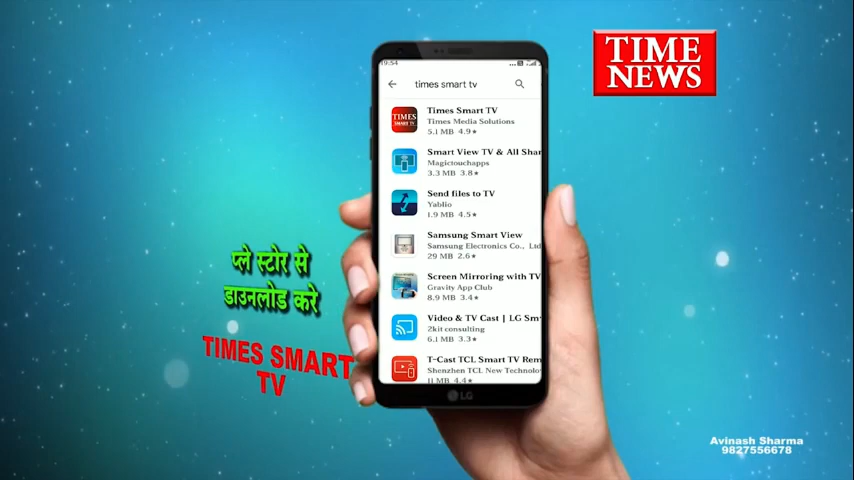 TIME
NEWS
19:54
times smart tv
Times Smart TV
Times Media Solutions
5.1 MB 4.9★
Smart View TV & All Shar
Magictouchapps
3.3 MB 3.8★
Send files to TV
Yablio
1.9 MB 4.5★
Samsung Smart View
Samsung Electronics Co., Ltd
29 MB 2.6★
Screen Mirroring with TV
Gravity App Club
8.9 MB 3.4★
Video & TV Cast | LG Sm
2kit consulting
6.1 MB 3.3★
T-Cast TCL Smart TV Rem
Shenzhen TCL New Technolo
11 MB 4.4★
LG
प्ले स्टोर से
डाउनलोड करे
TIMES SMART
TV
TIMES
SMART TV
Avinash Sharma
9827556678